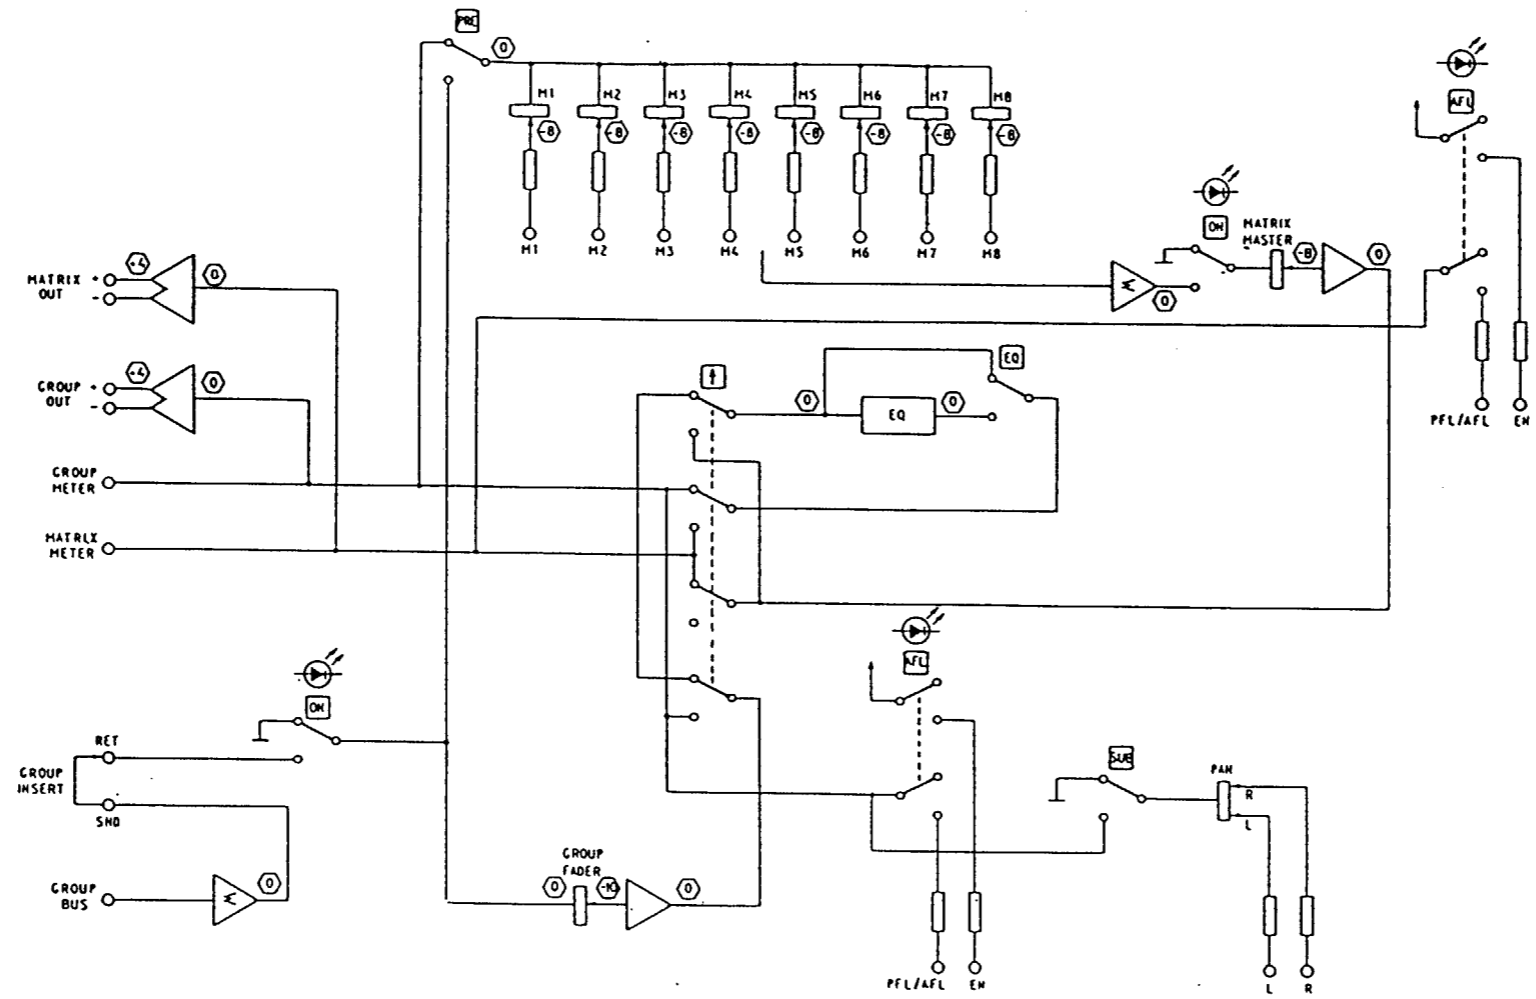 PRE
0
M1 M2 M3 M4 M5 M6 M7 M8
-8 -8 -8 -8 -8 -8 -8 -8
M1 M2 M3 M4 M5 M6 M7 M8
AFL
ON
MATRIX
MASTER
-8
0
Σ
0
PFL/AFL
EN
MATRIX
OUT
+
-
+4
0
GROUP
OUT
+
-
+4
0
GROUP
METER
MATRIX
METER
0
EQ
0
EQ
ON
RET
GROUP
INSERT
SND
GROUP
BUS
Σ
0
GROUP
FADER
0
-10
0
AFL
PFL/AFL
EN
SUB
PAN
R
L
L
R